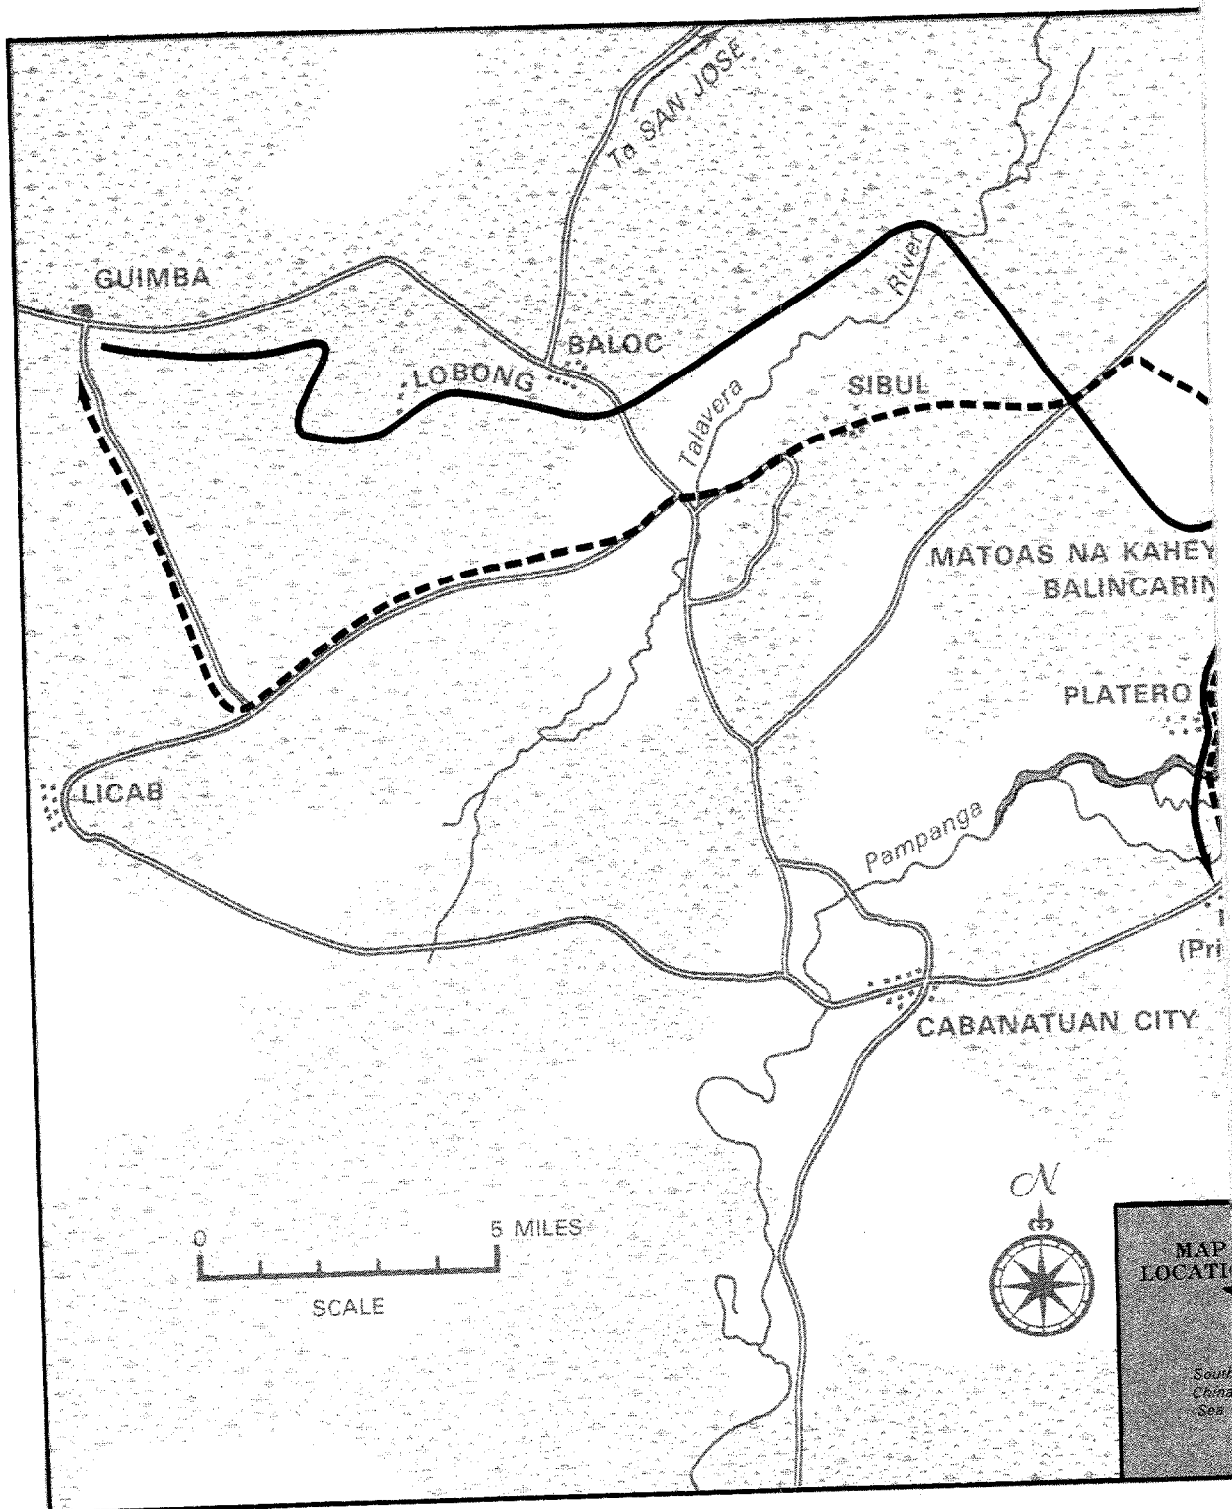 To SAN JOSE
GUIMBA
River
BALOC
LOBONG
SIBUL
Talavera
MATOAS NA KAHEY
BALINCARIN
PLATERO
LICAB
Pampanga
(Pri
CABANATUAN CITY
N
0
5 MILES
SCALE
MAP
LOCATI
South
China
Sea